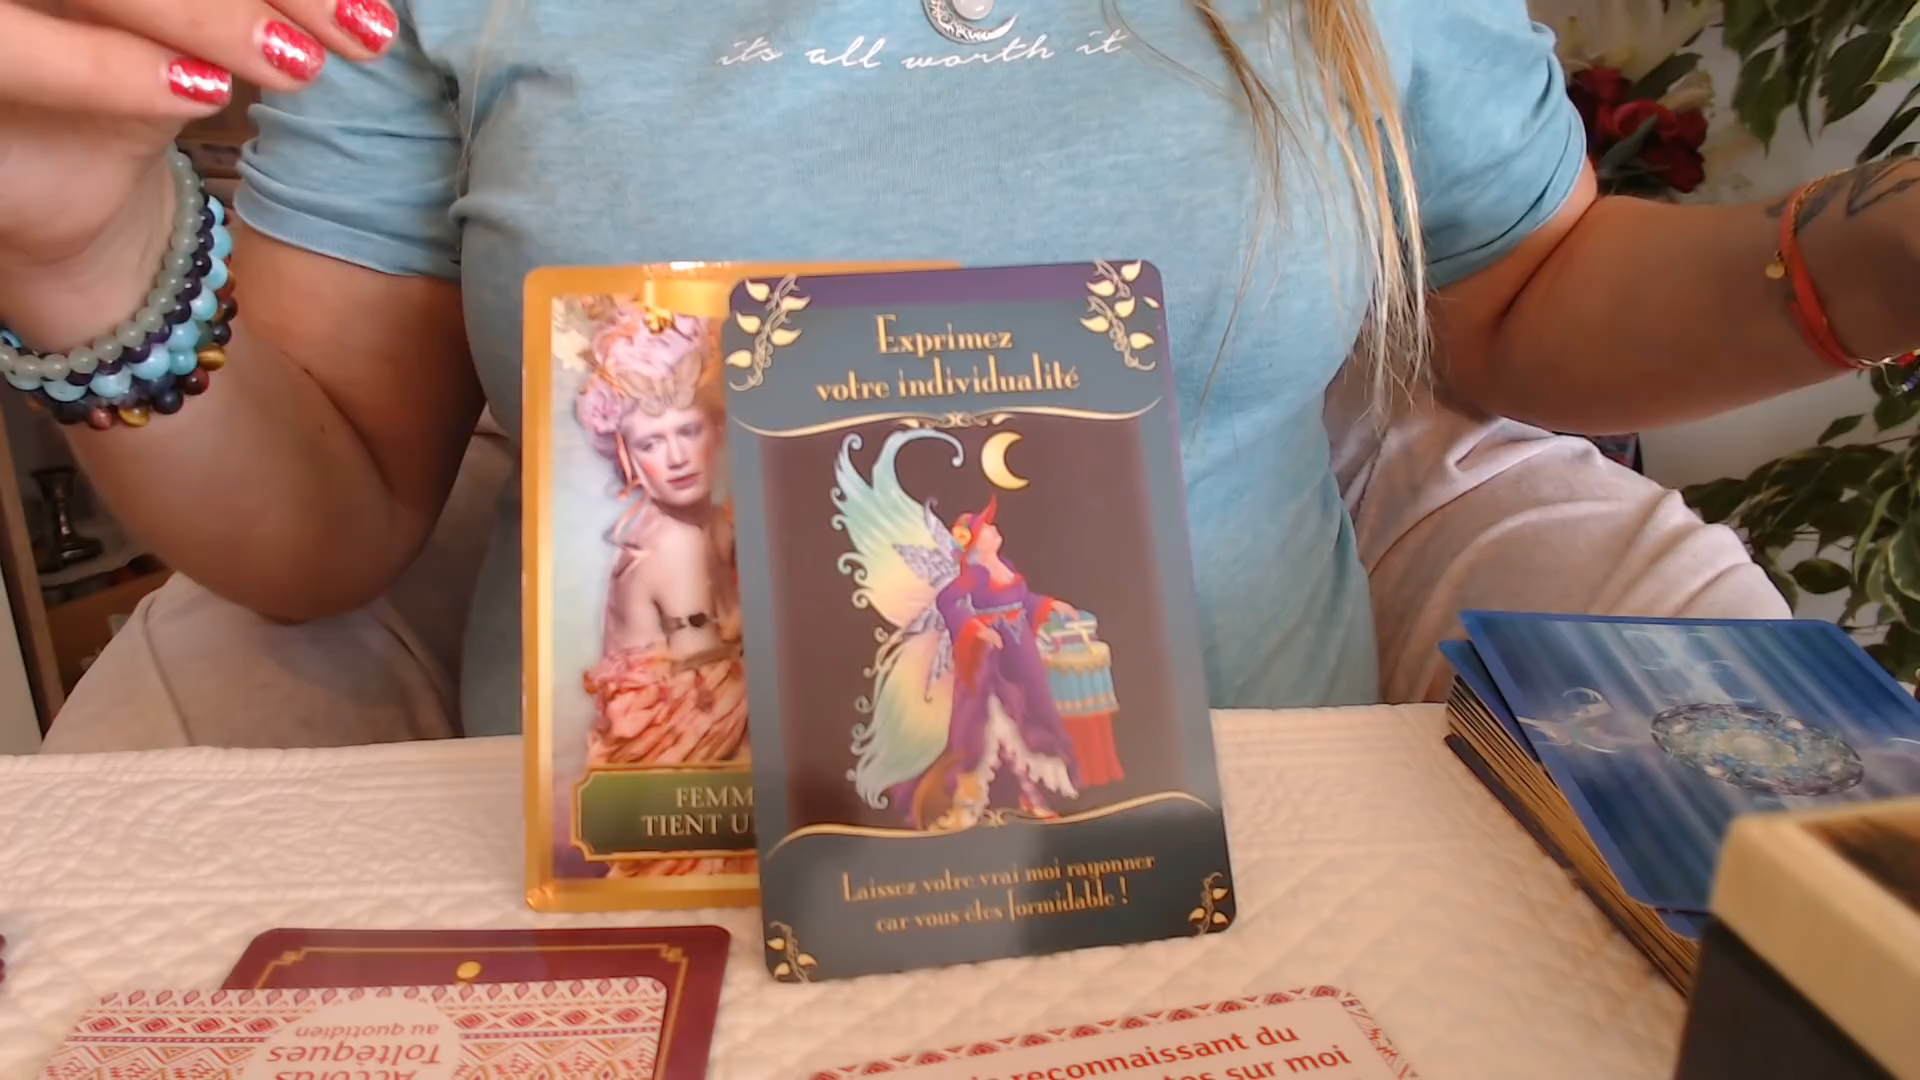 its all worth it
Exprimez
votre individualité
FEMM
TIENT U
Laissez votre vrai moi rayonner
car vous êtes formidable !
Accords
Toltèques
au quotidien
reconnaissant du
sur moi